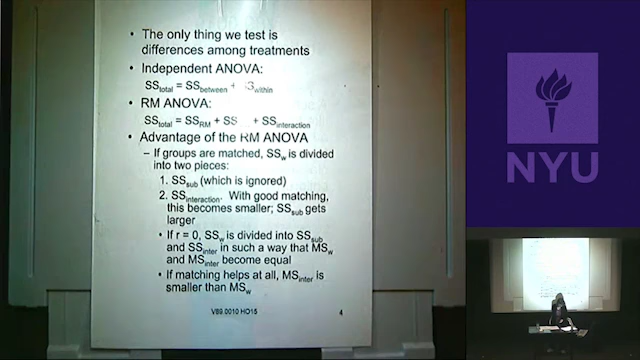 • The only thing we test is
differences among treatments
• Independent ANOVA:
SStotal = SSbetween + SSwithin
• RM ANOVA:
SStotal = SSRM + SS + SSinteraction
• Advantage of the RM ANOVA
– If groups are matched, SSw is divided
into two pieces:
1. SSsub (which is ignored)
2. SSinteraction. With good matching,
this becomes smaller; SSsub gets
larger
• If r = 0, SSw is divided into SSsub
and SSinter in such a way that MSw
and MSinter become equal
• If matching helps at all, MSinter is
smaller than MSw
V89.0010 HO15
4
NYU